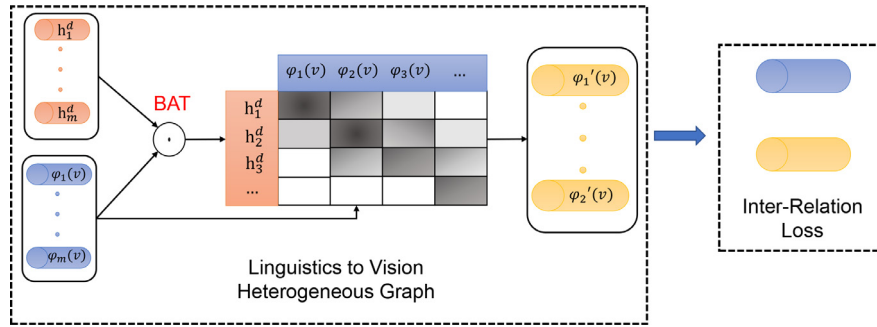 h₁ᵈ
hₘᵈ
BAT
φ₁(v)
φₘ(v)
φ₁(v) φ₂(v) φ₃(v) ...
h₁ᵈ
h₂ᵈ
h₃ᵈ
...
φ₁′(v)
φ₂′(v)
Linguistics to Vision
Heterogeneous Graph
Inter-Relation
Loss